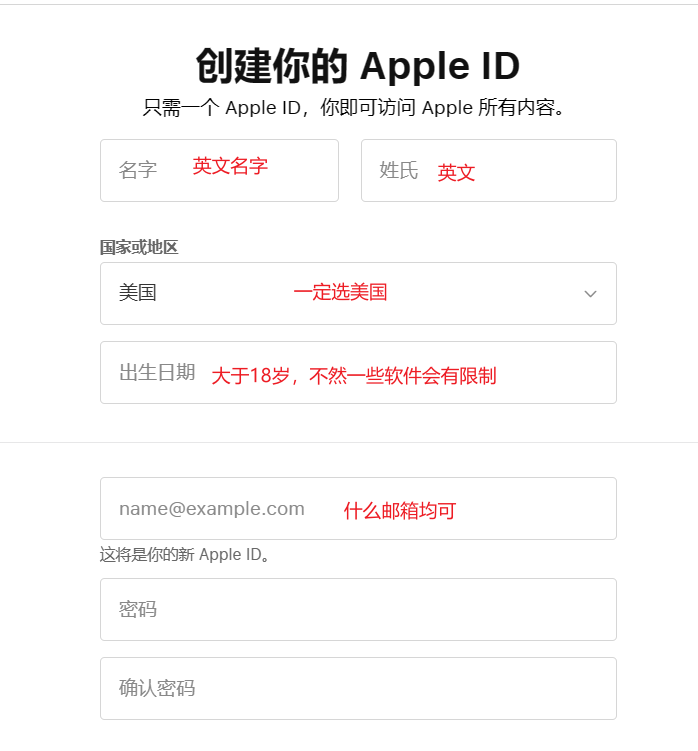 创建你的 Apple ID
只需一个 Apple ID，你即可访问 Apple 所有内容。
名字 英文名字 姓氏 英文
国家或地区
美国 一定选美国
出生日期 大于18岁，不然一些软件会有限制
name@example.com 什么邮箱均可
这将是你的新 Apple ID。
密码
确认密码